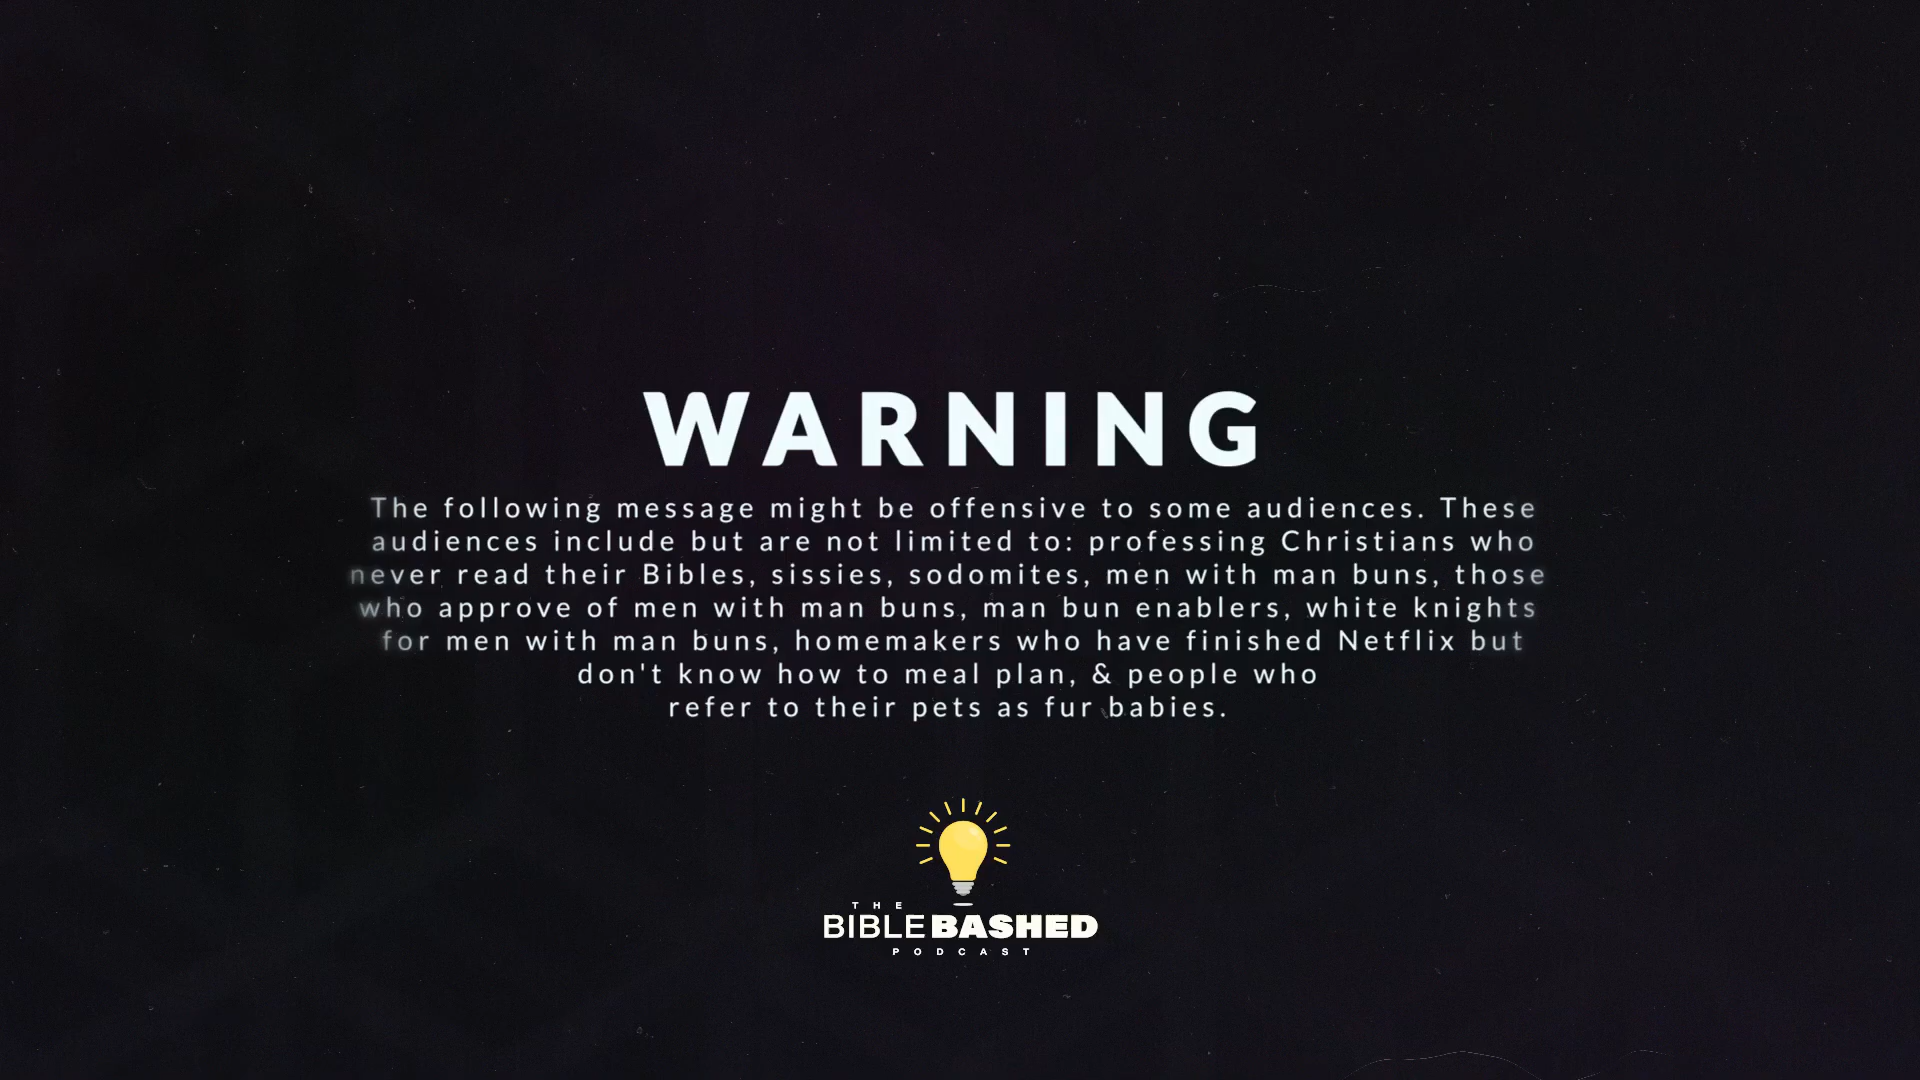 WARNING
The following message might be offensive to some audiences. These
audiences include but are not limited to: professing Christians who
never read their Bibles, sissies, sodomites, men with man buns, those
who approve of men with man buns, man bun enablers, white knights
for men with man buns, homemakers who have finished Netflix but
don't know how to meal plan, & people who
refer to their pets as fur babies.
THE
BIBLEBASHED
PODCAST